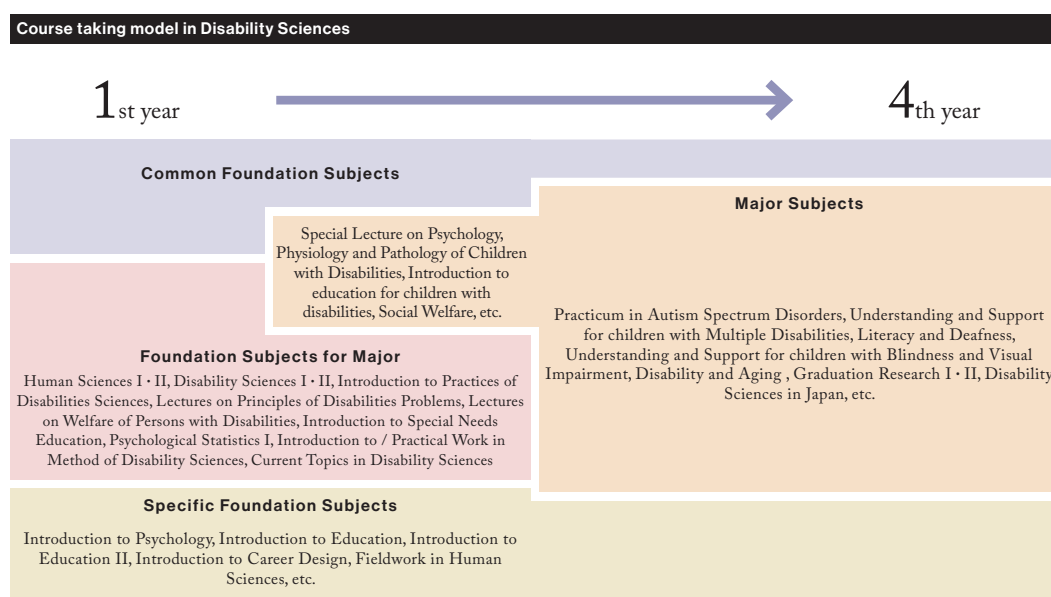 Course taking model in Disability Sciences
1st year
4th year
Common Foundation Subjects
Special Lecture on Psychology,
Physiology and Pathology of Children
with Disabilities, Introduction to
education for children with
disabilities, Social Welfare, etc.
Foundation Subjects for Major
Human Sciences I・II, Disability Sciences I・II, Introduction to Practices of
Disabilities Sciences, Lectures on Principles of Disabilities Problems, Lectures
on Welfare of Persons with Disabilities, Introduction to Special Needs
Education, Psychological Statistics I, Introduction to / Practical Work in
Method of Disability Sciences, Current Topics in Disability Sciences
Specific Foundation Subjects
Introduction to Psychology, Introduction to Education, Introduction to
Education II, Introduction to Career Design, Fieldwork in Human
Sciences, etc.
Major Subjects
Practicum in Autism Spectrum Disorders, Understanding and Support
for children with Multiple Disabilities, Literacy and Deafness,
Understanding and Support for children with Blindness and Visual
Impairment, Disability and Aging , Graduation Research I・II, Disability
Sciences in Japan, etc.